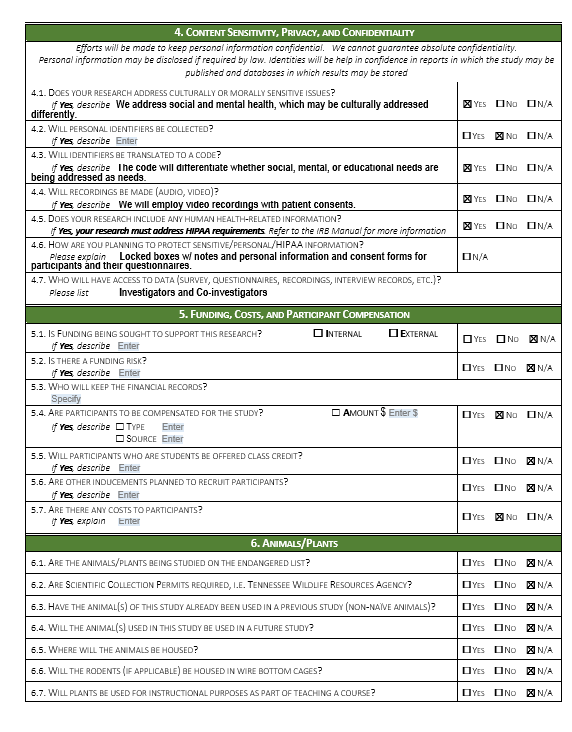 4. CONTENT SENSITIVITY, PRIVACY, AND CONFIDENTIALITY
Efforts will be made to keep personal information confidential. We cannot guarantee absolute confidentiality.
Personal information may be disclosed if required by law. Identities will be help in confidence in reports in which the study may be
published and databases in which results may be stored
4.1. DOES YOUR RESEARCH ADDRESS CULTURALLY OR MORALLY SENSITIVE ISSUES?
If Yes, describe We address social and mental health, which may be culturally addressed
differently.
☒ YES ☐ NO ☐ N/A
4.2. WILL PERSONAL IDENTIFIERS BE COLLECTED?
If Yes, describe Enter
☐ YES ☒ NO ☐ N/A
4.3. WILL IDENTIFIERS BE TRANSLATED TO A CODE?
If Yes, describe The code will differentiate whether social, mental, or educational needs are
being addressed as needs.
☒ YES ☐ NO ☐ N/A
4.4. WILL RECORDINGS BE MADE (AUDIO, VIDEO)?
If Yes, describe We will employ video recordings with patient consents.
☒ YES ☐ NO ☐ N/A
4.5. DOES YOUR RESEARCH INCLUDE ANY HUMAN HEALTH-RELATED INFORMATION?
If Yes, your research must address HIPAA requirements. Refer to the IRB Manual for more information
☒ YES ☐ NO ☐ N/A
4.6. HOW ARE YOU PLANNING TO PROTECT SENSITIVE/PERSONAL/HIPAA INFORMATION?
Please explain Locked boxes w/ notes and personal information and consent forms for
participants and their questionnaires.
☐ N/A
4.7. WHO WILL HAVE ACCESS TO DATA (SURVEY, QUESTIONNAIRES, RECORDINGS, INTERVIEW RECORDS, ETC.)?
Please list Investigators and Co-investigators
5. FUNDING, COSTS, AND PARTICIPANT COMPENSATION
5.1. IS FUNDING BEING SOUGHT TO SUPPORT THIS RESEARCH? ☐ INTERNAL ☐ EXTERNAL
If Yes, describe Enter
☐ YES ☐ NO ☒ N/A
5.2. IS THERE A FUNDING RISK?
If Yes, describe Enter
☐ YES ☐ NO ☒ N/A
5.3. WHO WILL KEEP THE FINANCIAL RECORDS?
Specify
5.4. ARE PARTICIPANTS TO BE COMPENSATED FOR THE STUDY? ☐ AMOUNT $ Enter $
If Yes, describe ☐ TYPE Enter
☐ SOURCE Enter
☐ YES ☒ NO ☐ N/A
5.5. WILL PARTICIPANTS WHO ARE STUDENTS BE OFFERED CLASS CREDIT?
If Yes, describe Enter
☐ YES ☐ NO ☒ N/A
5.6. ARE OTHER INDUCEMENTS PLANNED TO RECRUIT PARTICIPANTS?
If Yes, describe Enter
☐ YES ☐ NO ☒ N/A
5.7. ARE THERE ANY COSTS TO PARTICIPANTS?
If Yes, explain Enter
☐ YES ☒ NO ☐ N/A
6. ANIMALS/PLANTS
6.1. ARE THE ANIMALS/PLANTS BEING STUDIED ON THE ENDANGERED LIST? ☐ YES ☐ NO ☒ N/A
6.2. ARE SCIENTIFIC COLLECTION PERMITS REQUIRED, I.E. TENNESSEE WILDLIFE RESOURCES AGENCY? ☐ YES ☐ NO ☒ N/A
6.3. HAVE THE ANIMAL(S) OF THIS STUDY ALREADY BEEN USED IN A PREVIOUS STUDY (NON-NAÏVE ANIMALS)? ☐ YES ☐ NO ☒ N/A
6.4. WILL THE ANIMAL(S) USED IN THIS STUDY BE USED IN A FUTURE STUDY? ☐ YES ☐ NO ☒ N/A
6.5. WHERE WILL THE ANIMALS BE HOUSED? ☐ YES ☐ NO ☒ N/A
6.6. WILL THE RODENTS (IF APPLICABLE) BE HOUSED IN WIRE BOTTOM CAGES? ☐ YES ☐ NO ☒ N/A
6.7. WILL PLANTS BE USED FOR INSTRUCTIONAL PURPOSES AS PART OF TEACHING A COURSE? ☐ YES ☐ NO ☒ N/A